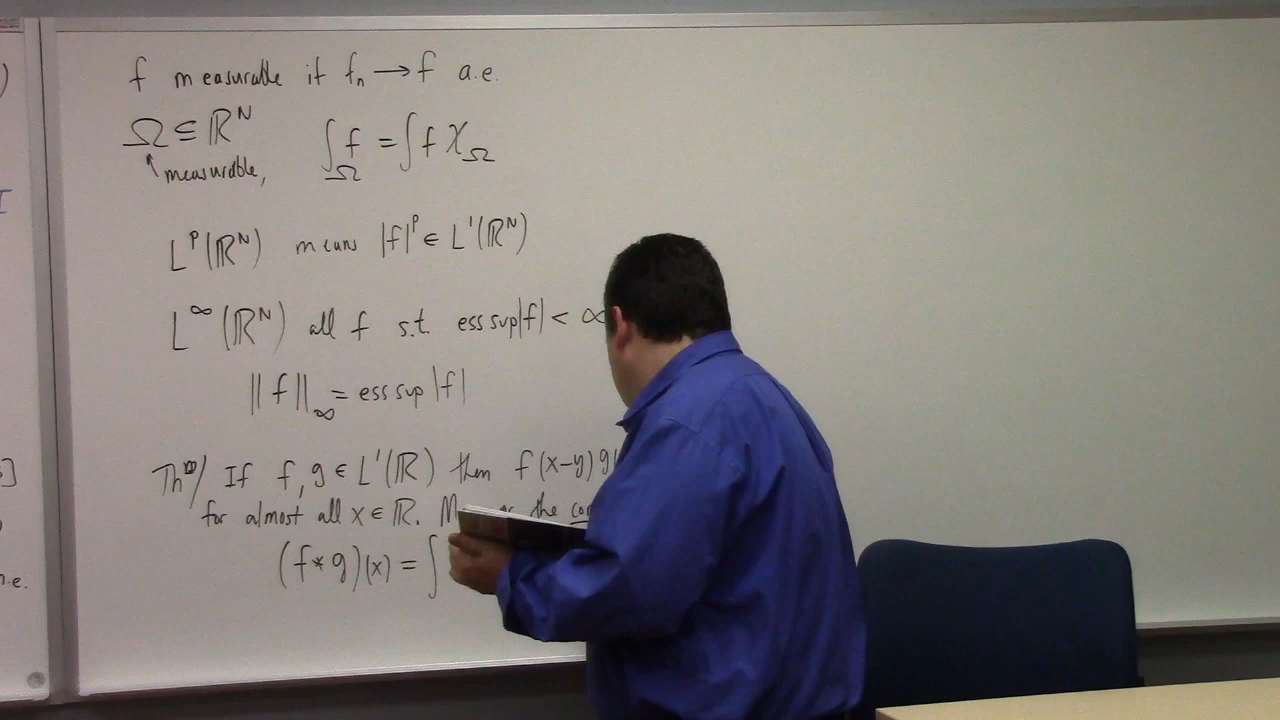 f measurable if fₙ → f a.e.
Ω ⊆ ℝᴺ ∫_Ω f = ∫ f χ_Ω
↑ measurable,
Lᵖ(ℝᴺ) means |f|ᵖ ∈ L¹(ℝᴺ)
L^∞(ℝᴺ) all f s.t. ess sup|f| < ∞
||f||_∞ = ess sup |f|
Thᵐ/ If f, g ∈ L¹(ℝ) then f(x-y) g(
for almost all x ∈ ℝ. the
(f * g)(x) = ∫
)
I
]
)
.e.